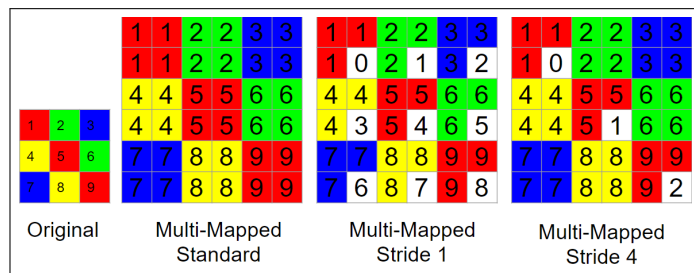 1 1 2 2 3 3 1 1 2 2 3 3 1 1 2 2 3 3
1 1 2 2 3 3 1 0 2 1 3 2 1 0 2 2 3 3
4 4 5 5 6 6 4 4 5 5 6 6 4 4 5 5 6 6
1 2 3 4 4 5 5 6 6 4 3 5 4 6 5 4 4 5 1 6 6
4 5 6 7 7 8 8 9 9 7 7 8 8 9 9 7 7 8 8 9 9
7 8 9 7 7 8 8 9 9 7 6 8 7 9 8 7 7 8 8 9 2
Original Multi-Mapped Multi-Mapped Multi-Mapped
Standard Stride 1 Stride 4